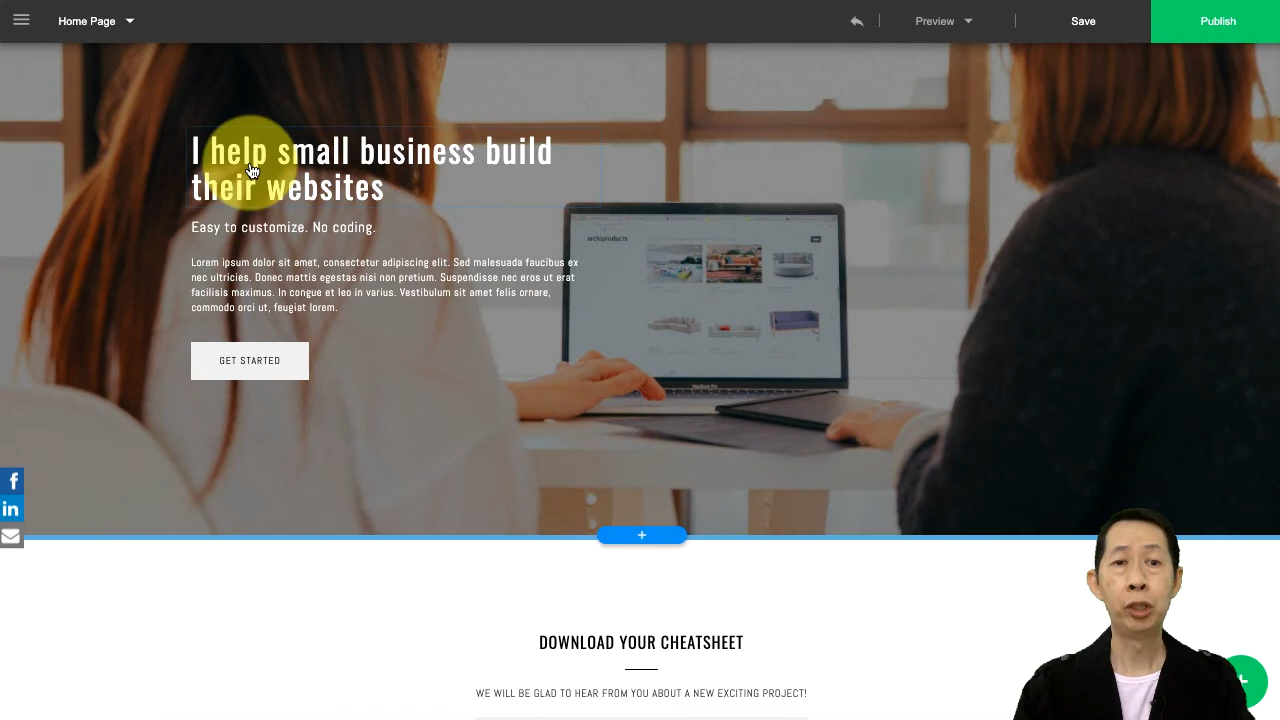 Home Page
Preview
Save
Publish
I help small business build
their websites
Easy to customize. No coding.
Lorem ipsum dolor sit amet, consectetur adipiscing elit. Sed malesuada faucibus ex
nec ultricies. Donec mattis egestas nisi non pretium. Suspendisse nec eros ut erat
facilisis maximus. In congue et leo in varius. Vestibulum sit amet felis ornare,
commodo orci ut, feugiat lorem.
GET STARTED
archiproducts
MacBook Pro
f
in
DOWNLOAD YOUR CHEATSHEET
WE WILL BE GLAD TO HEAR FROM YOU ABOUT A NEW EXCITING PROJECT!